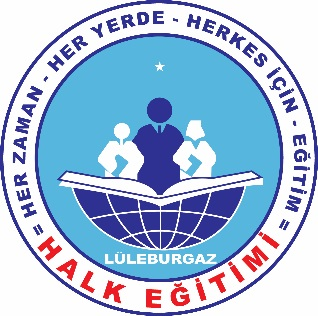 = HER ZAMAN - HER YERDE - HERKES İÇİN - EĞİTİM =
LÜLEBURGAZ
HALK EĞİTİMİ